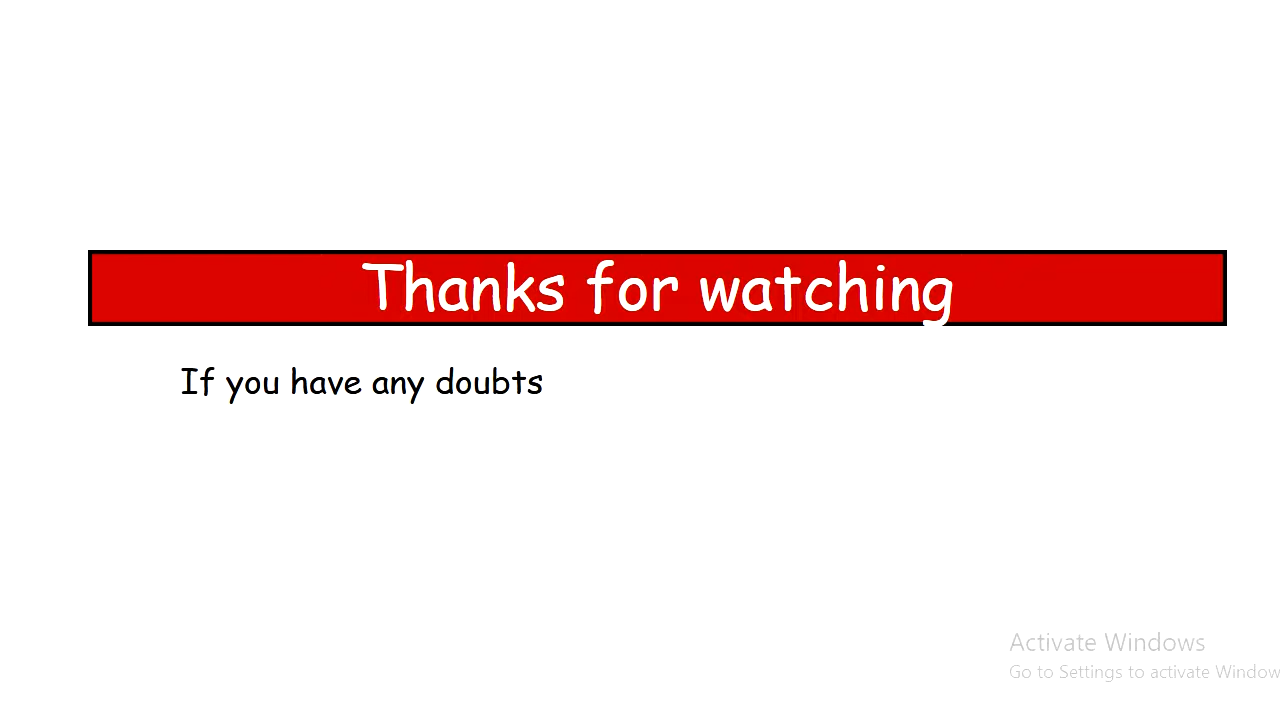 Thanks for watching
If you have any doubts
Activate Windows
Go to Settings to activate Window